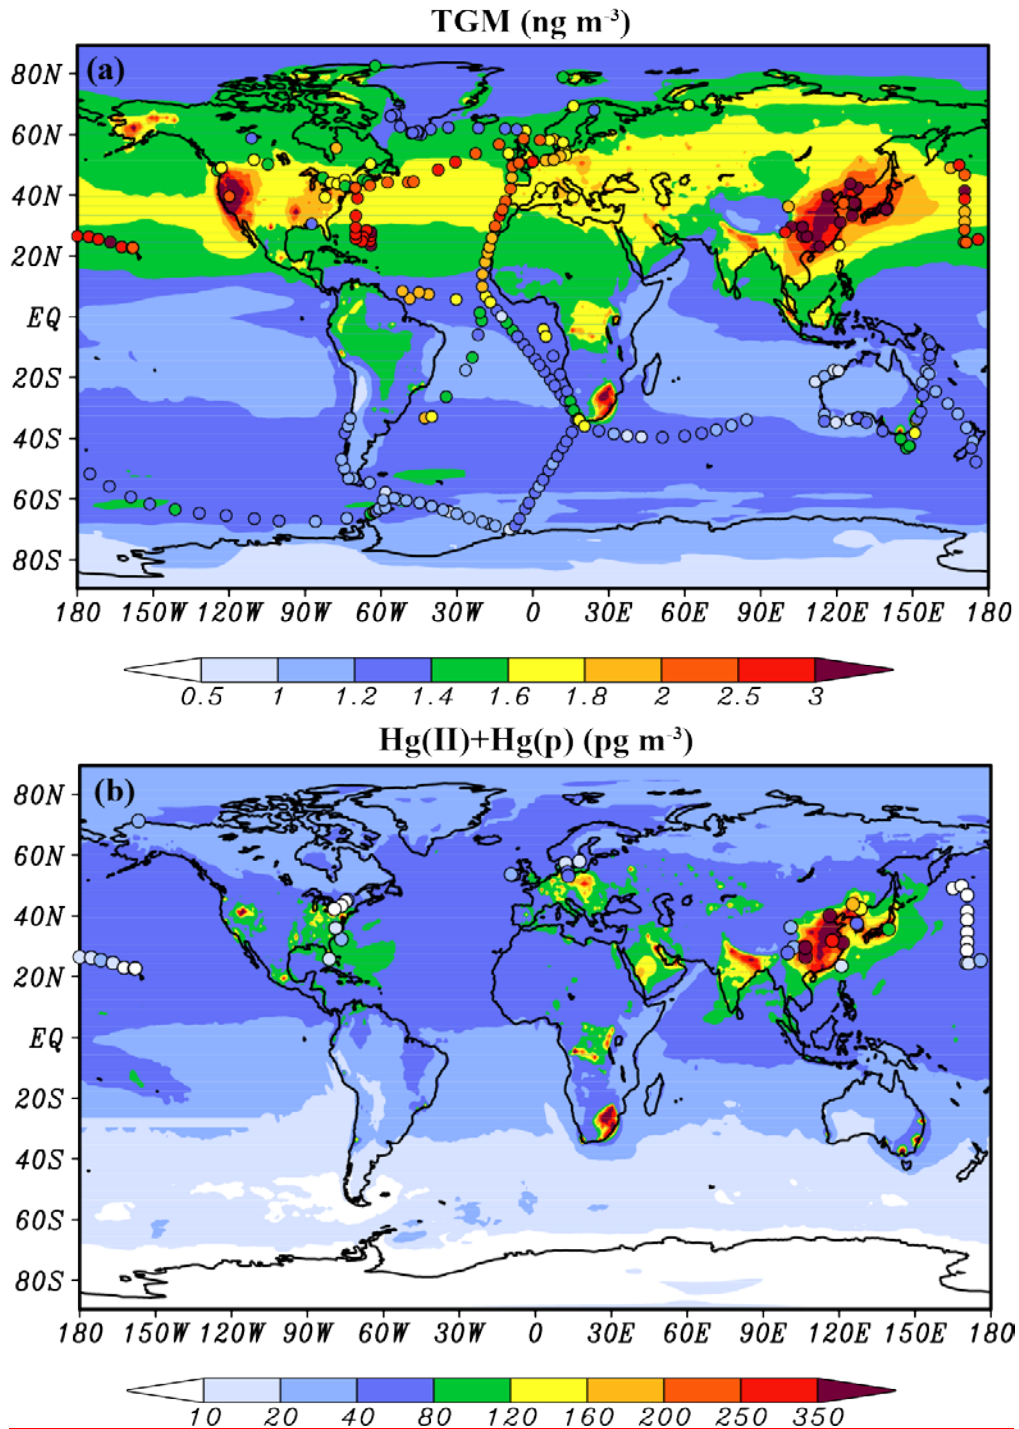 TGM (ng m-3)
(a)
80N
60N
40N
20N
EQ
20S
40S
60S
80S
180 150W 120W 90W 60W 30W 0 30E 60E 90E 120E 150E 180
0.5 1 1.2 1.4 1.6 1.8 2 2.5 3
Hg(II)+Hg(p) (pg m-3)
(b)
80N
60N
40N
20N
EQ
20S
40S
60S
80S
180 150W 120W 90W 60W 30W 0 30E 60E 90E 120E 150E 180
10 20 40 80 120 160 200 250 350